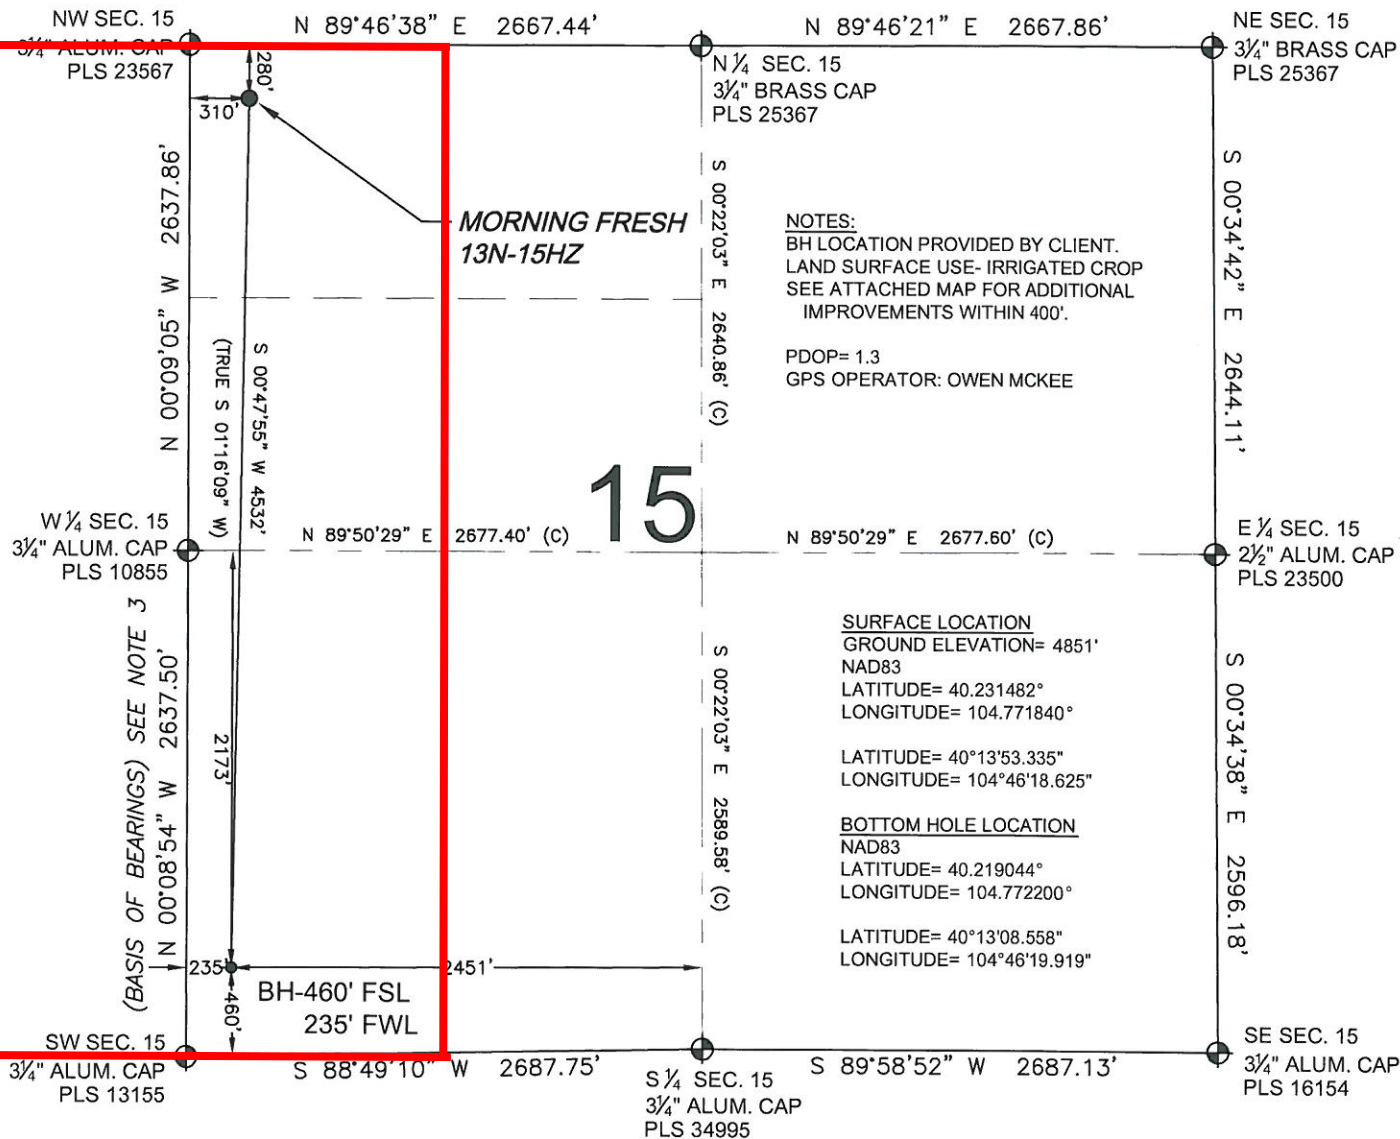 NW SEC. 15
3¼" ALUM. CAP
PLS 23567
N 89°46'38" E 2667.44'
N 89°46'21" E 2667.86'
NE SEC. 15
3¼" BRASS CAP
PLS 25367
N ¼ SEC. 15
3¼" BRASS CAP
PLS 25367
280'
310'
N 00°09'05" W 2637.86'
MORNING FRESH
13N-15HZ
S 00°22'03" E 2640.86' (C)
NOTES:
BH LOCATION PROVIDED BY CLIENT.
LAND SURFACE USE- IRRIGATED CROP
SEE ATTACHED MAP FOR ADDITIONAL
IMPROVEMENTS WITHIN 400'.
PDOP= 1.3
GPS OPERATOR: OWEN MCKEE
S 00°34'42" E 2644.11'
S 00°47'55" W 4532'
(TRUE S 01°16'09" W)
15
W ¼ SEC. 15
3¼" ALUM. CAP
PLS 10855
N 89°50'29" E 2677.40' (C)
N 89°50'29" E 2677.60' (C)
E ¼ SEC. 15
2½" ALUM. CAP
PLS 23500
(BASIS OF BEARINGS) SEE NOTE 3
N 00°08'54" W 2637.50'
2173'
S 00°22'03" E 2589.58' (C)
SURFACE LOCATION
GROUND ELEVATION= 4851'
NAD83
LATITUDE= 40.231482°
LONGITUDE= 104.771840°
LATITUDE= 40°13'53.335"
LONGITUDE= 104°46'18.625"
BOTTOM HOLE LOCATION
NAD83
LATITUDE= 40.219044°
LONGITUDE= 104.772200°
LATITUDE= 40°13'08.558"
LONGITUDE= 104°46'19.919"
S 00°34'38" E 2596.18'
235'
2451'
460'
BH-460' FSL
235' FWL
SW SEC. 15
3¼" ALUM. CAP
PLS 13155
S 88°49'10" W 2687.75'
S ¼ SEC. 15
3¼" ALUM. CAP
PLS 34995
S 89°58'52" W 2687.13'
SE SEC. 15
3¼" ALUM. CAP
PLS 16154